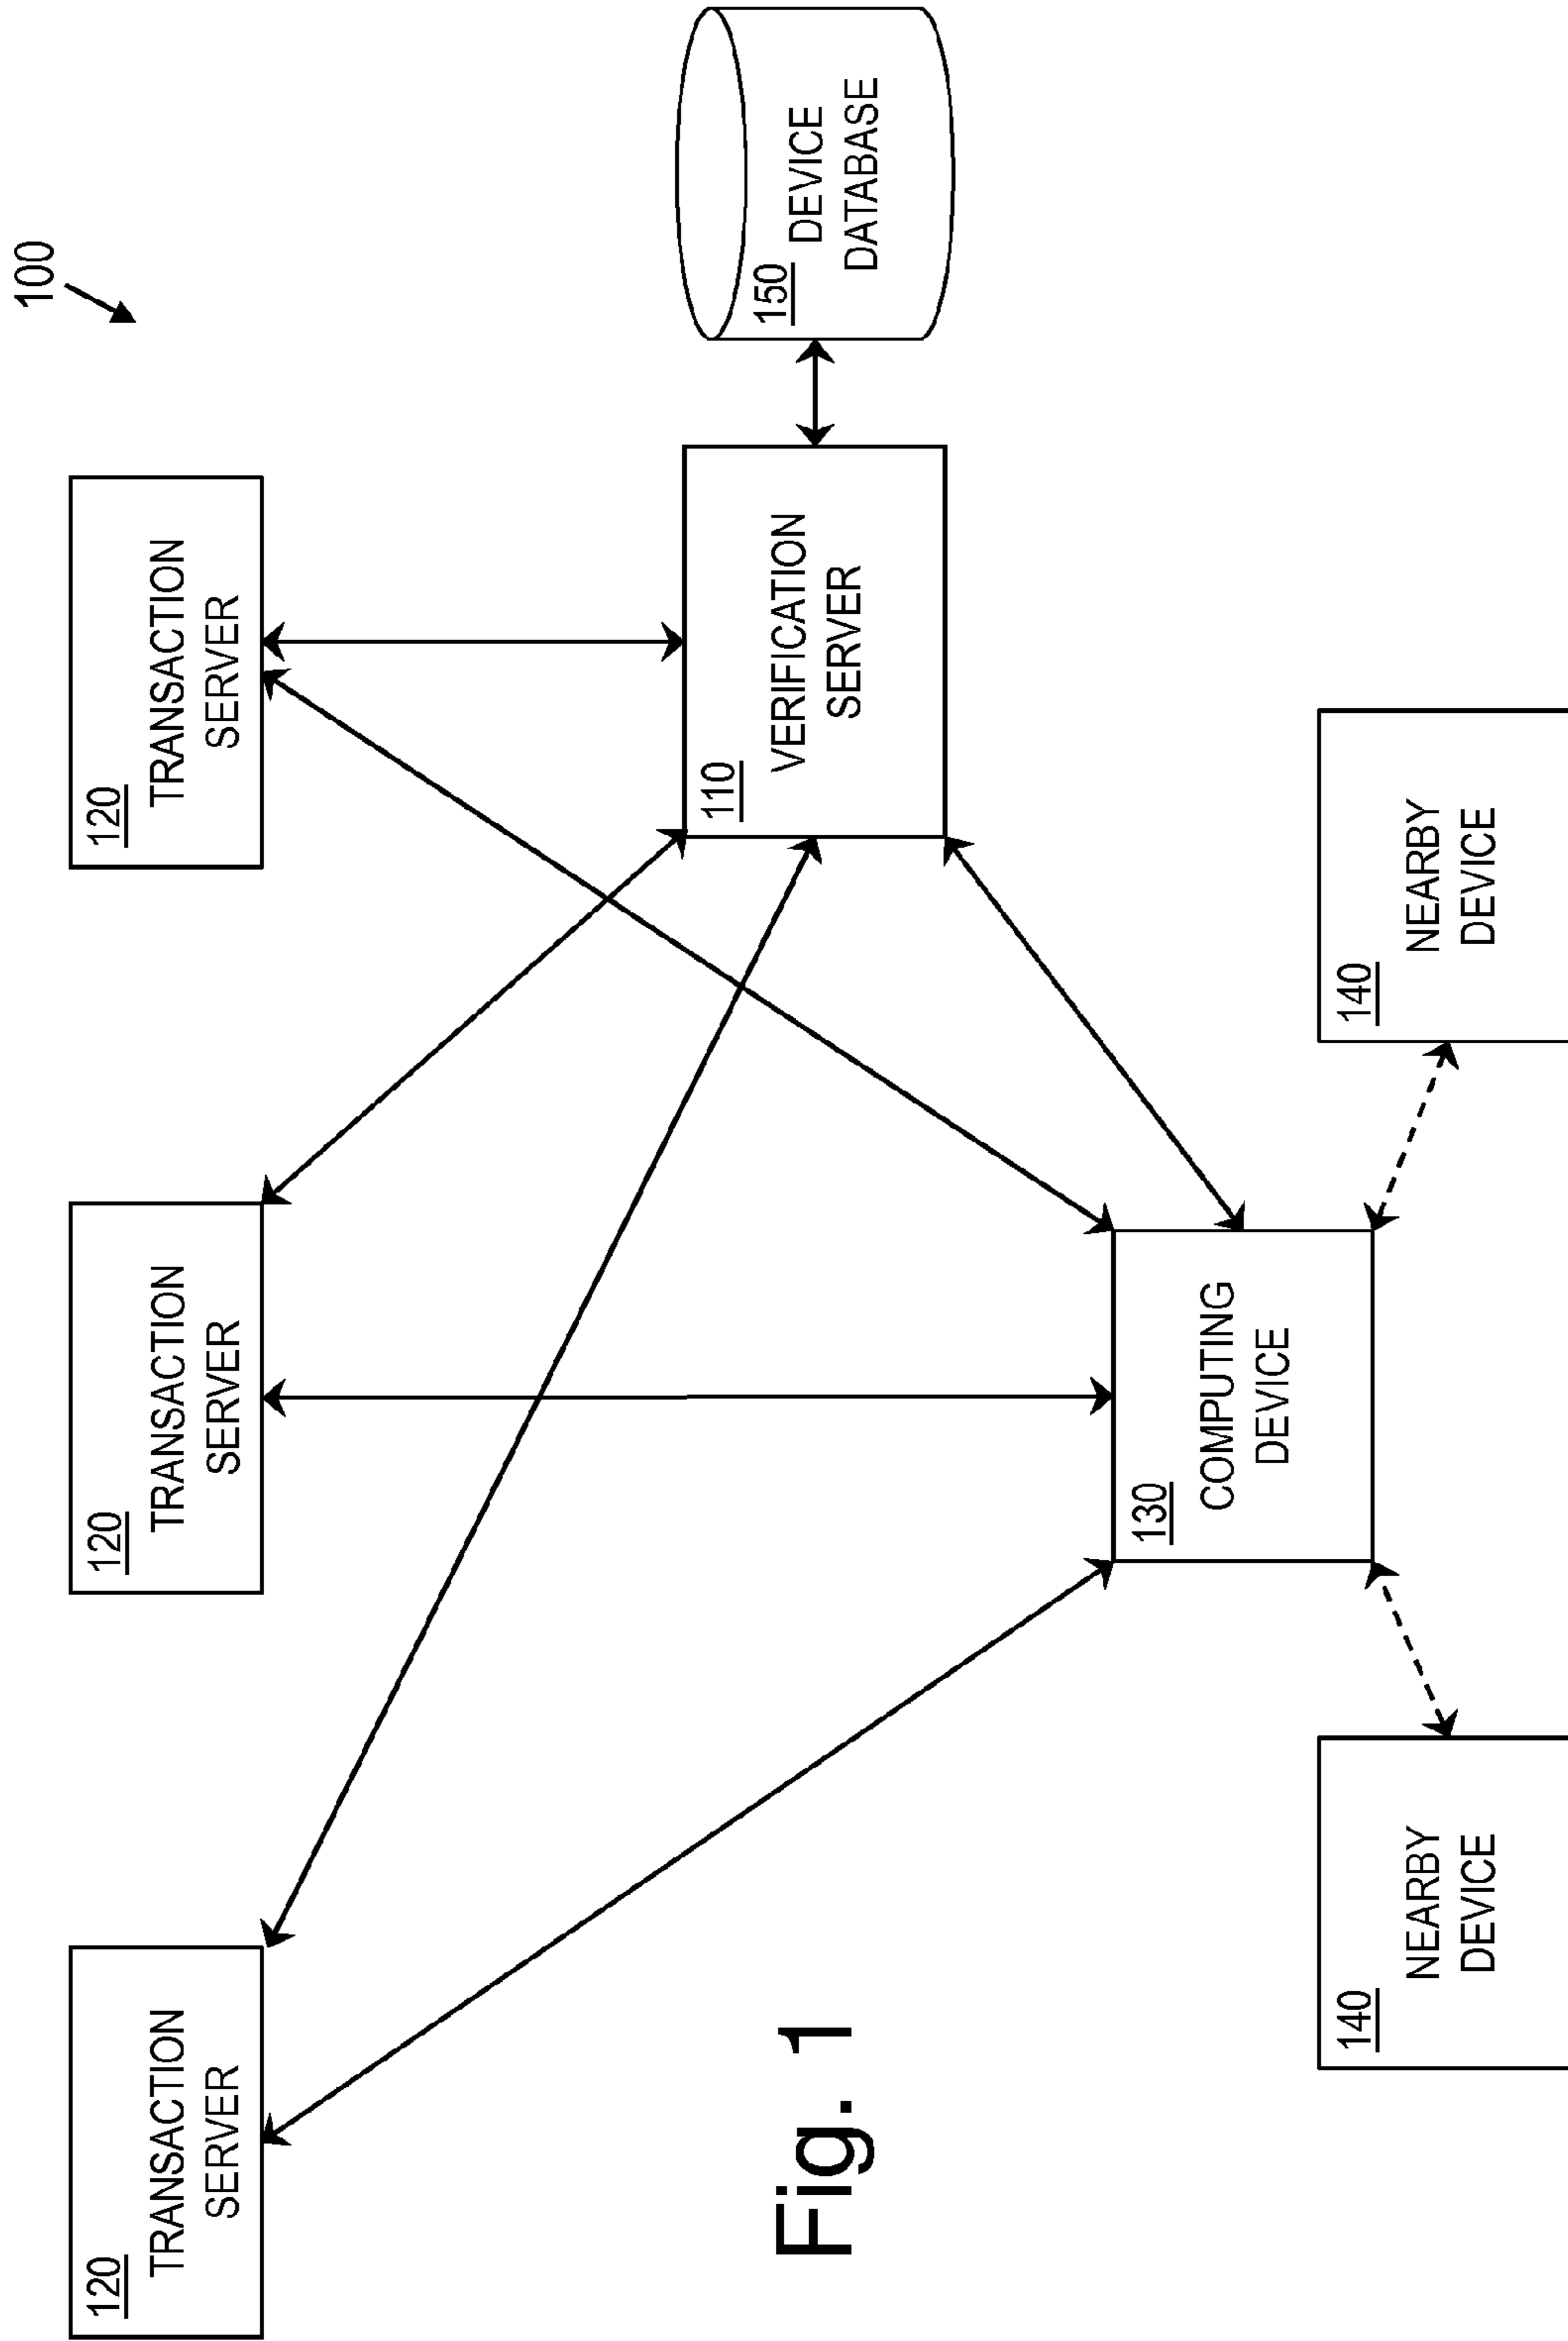 100
120
TRANSACTION
SERVER
120
TRANSACTION
SERVER
120
TRANSACTION
SERVER
110
VERIFICATION
SERVER
150
DEVICE
DATABASE
130
COMPUTING
DEVICE
140
NEARBY
DEVICE
140
NEARBY
DEVICE
Fig. 1